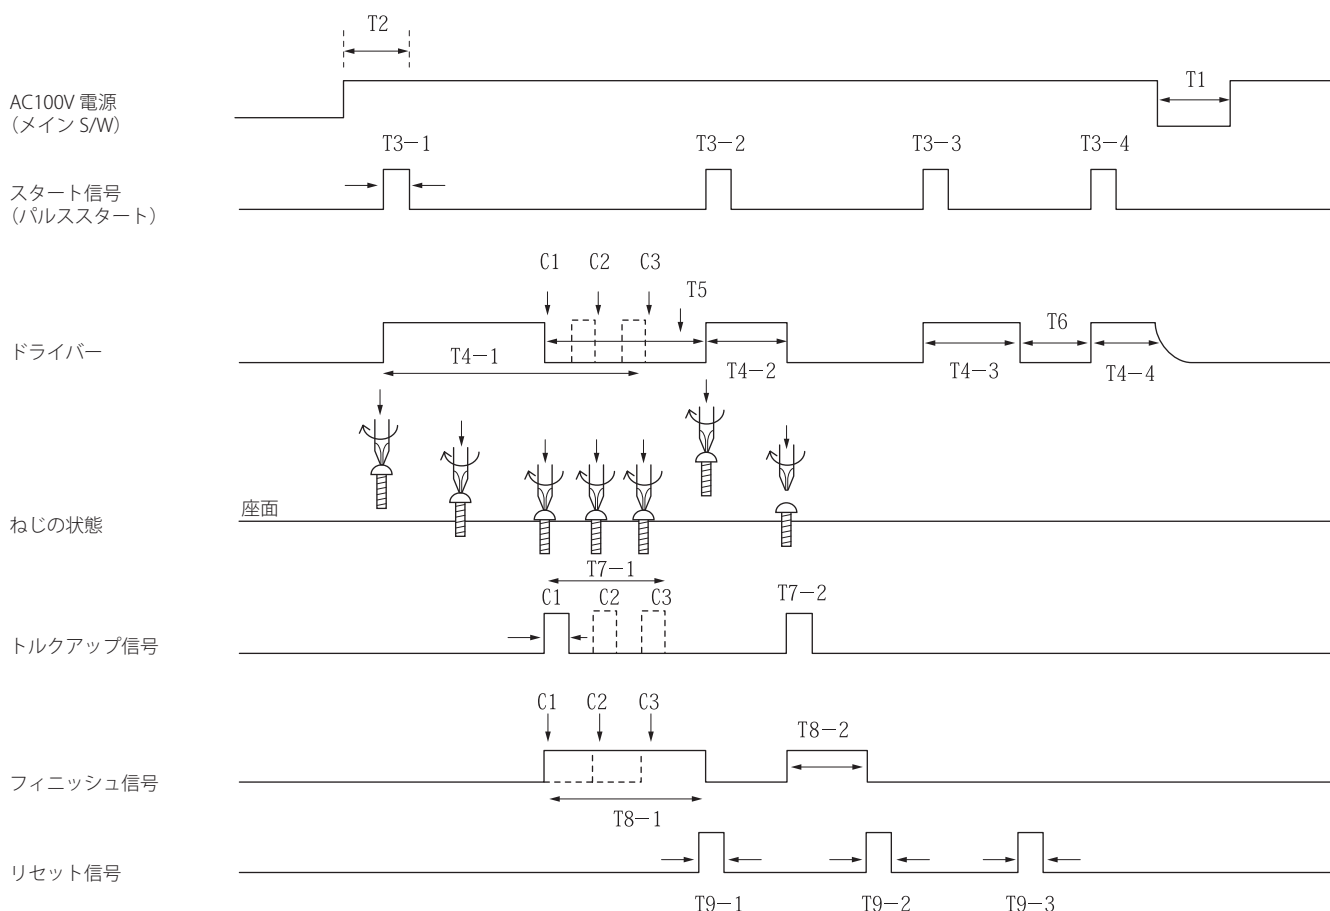 T2
AC100V 電源
（メイン S/W）
T1
T3−1
T3−2
T3−3
T3−4
スタート信号
（パルススタート）
C1
C2
C3
T5
ドライバー
T4−1
T4−2
T4−3
T6
T4−4
座面
ねじの状態
T7−1
C1
C2
C3
T7−2
トルクアップ信号
C1
C2
C3
T8−2
フィニッシュ信号
T8−1
リセット信号
T9−1
T9−2
T9−3